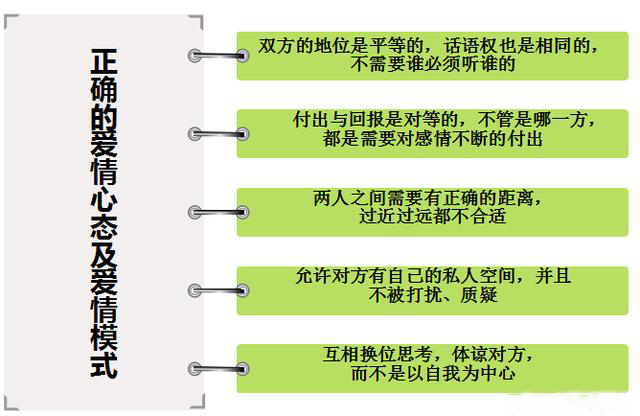 正确的爱情心态及爱情模式
双方的地位是平等的，话语权也是相同的，
不需要谁必须听谁的
付出与回报是对等的，不管是哪一方，
都是需要对感情不断的付出
两人之间需要有正确的距离，
过近过远都不合适
允许对方有自己的私人空间，并且
不被打扰、质疑
互相换位思考，体谅对方，
而不是以自我为中心